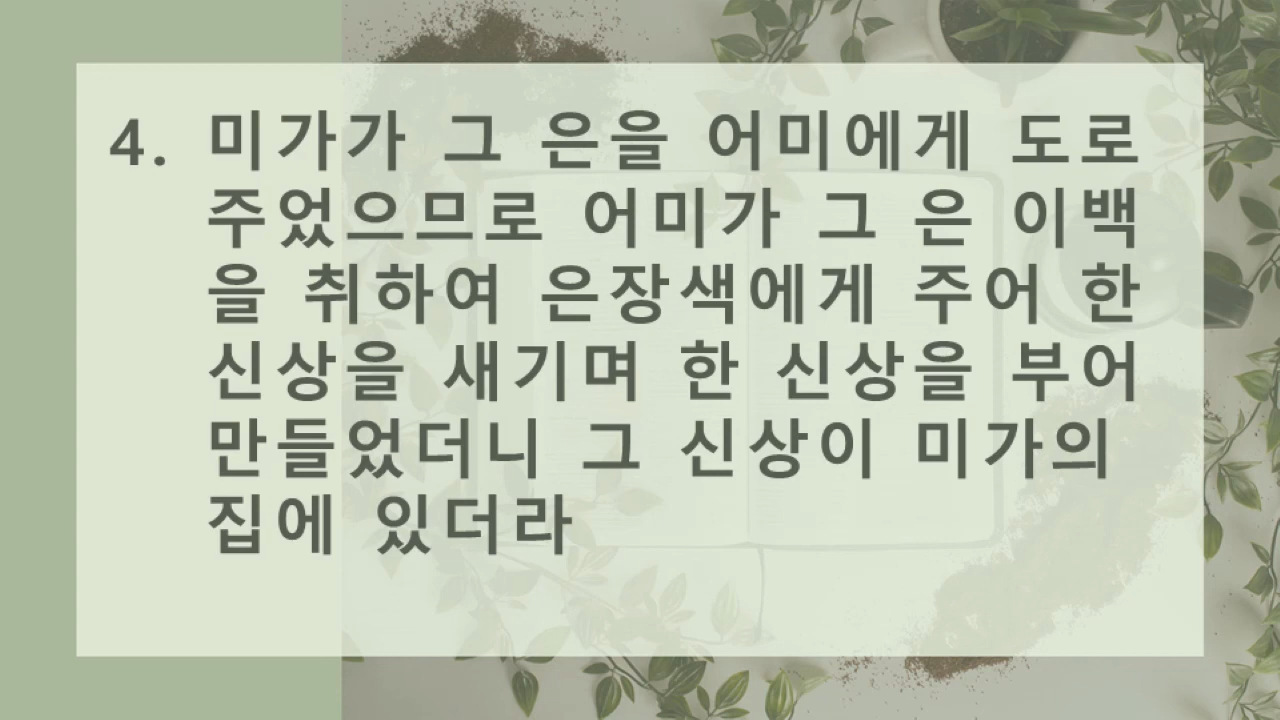 4. 미가가 그 은을 어미에게 도로
주었으므로 어미가 그 은 이백
을 취하여 은장색에게 주어 한
신상을 새기며 한 신상을 부어
만들었더니 그 신상이 미가의
집에 있더라